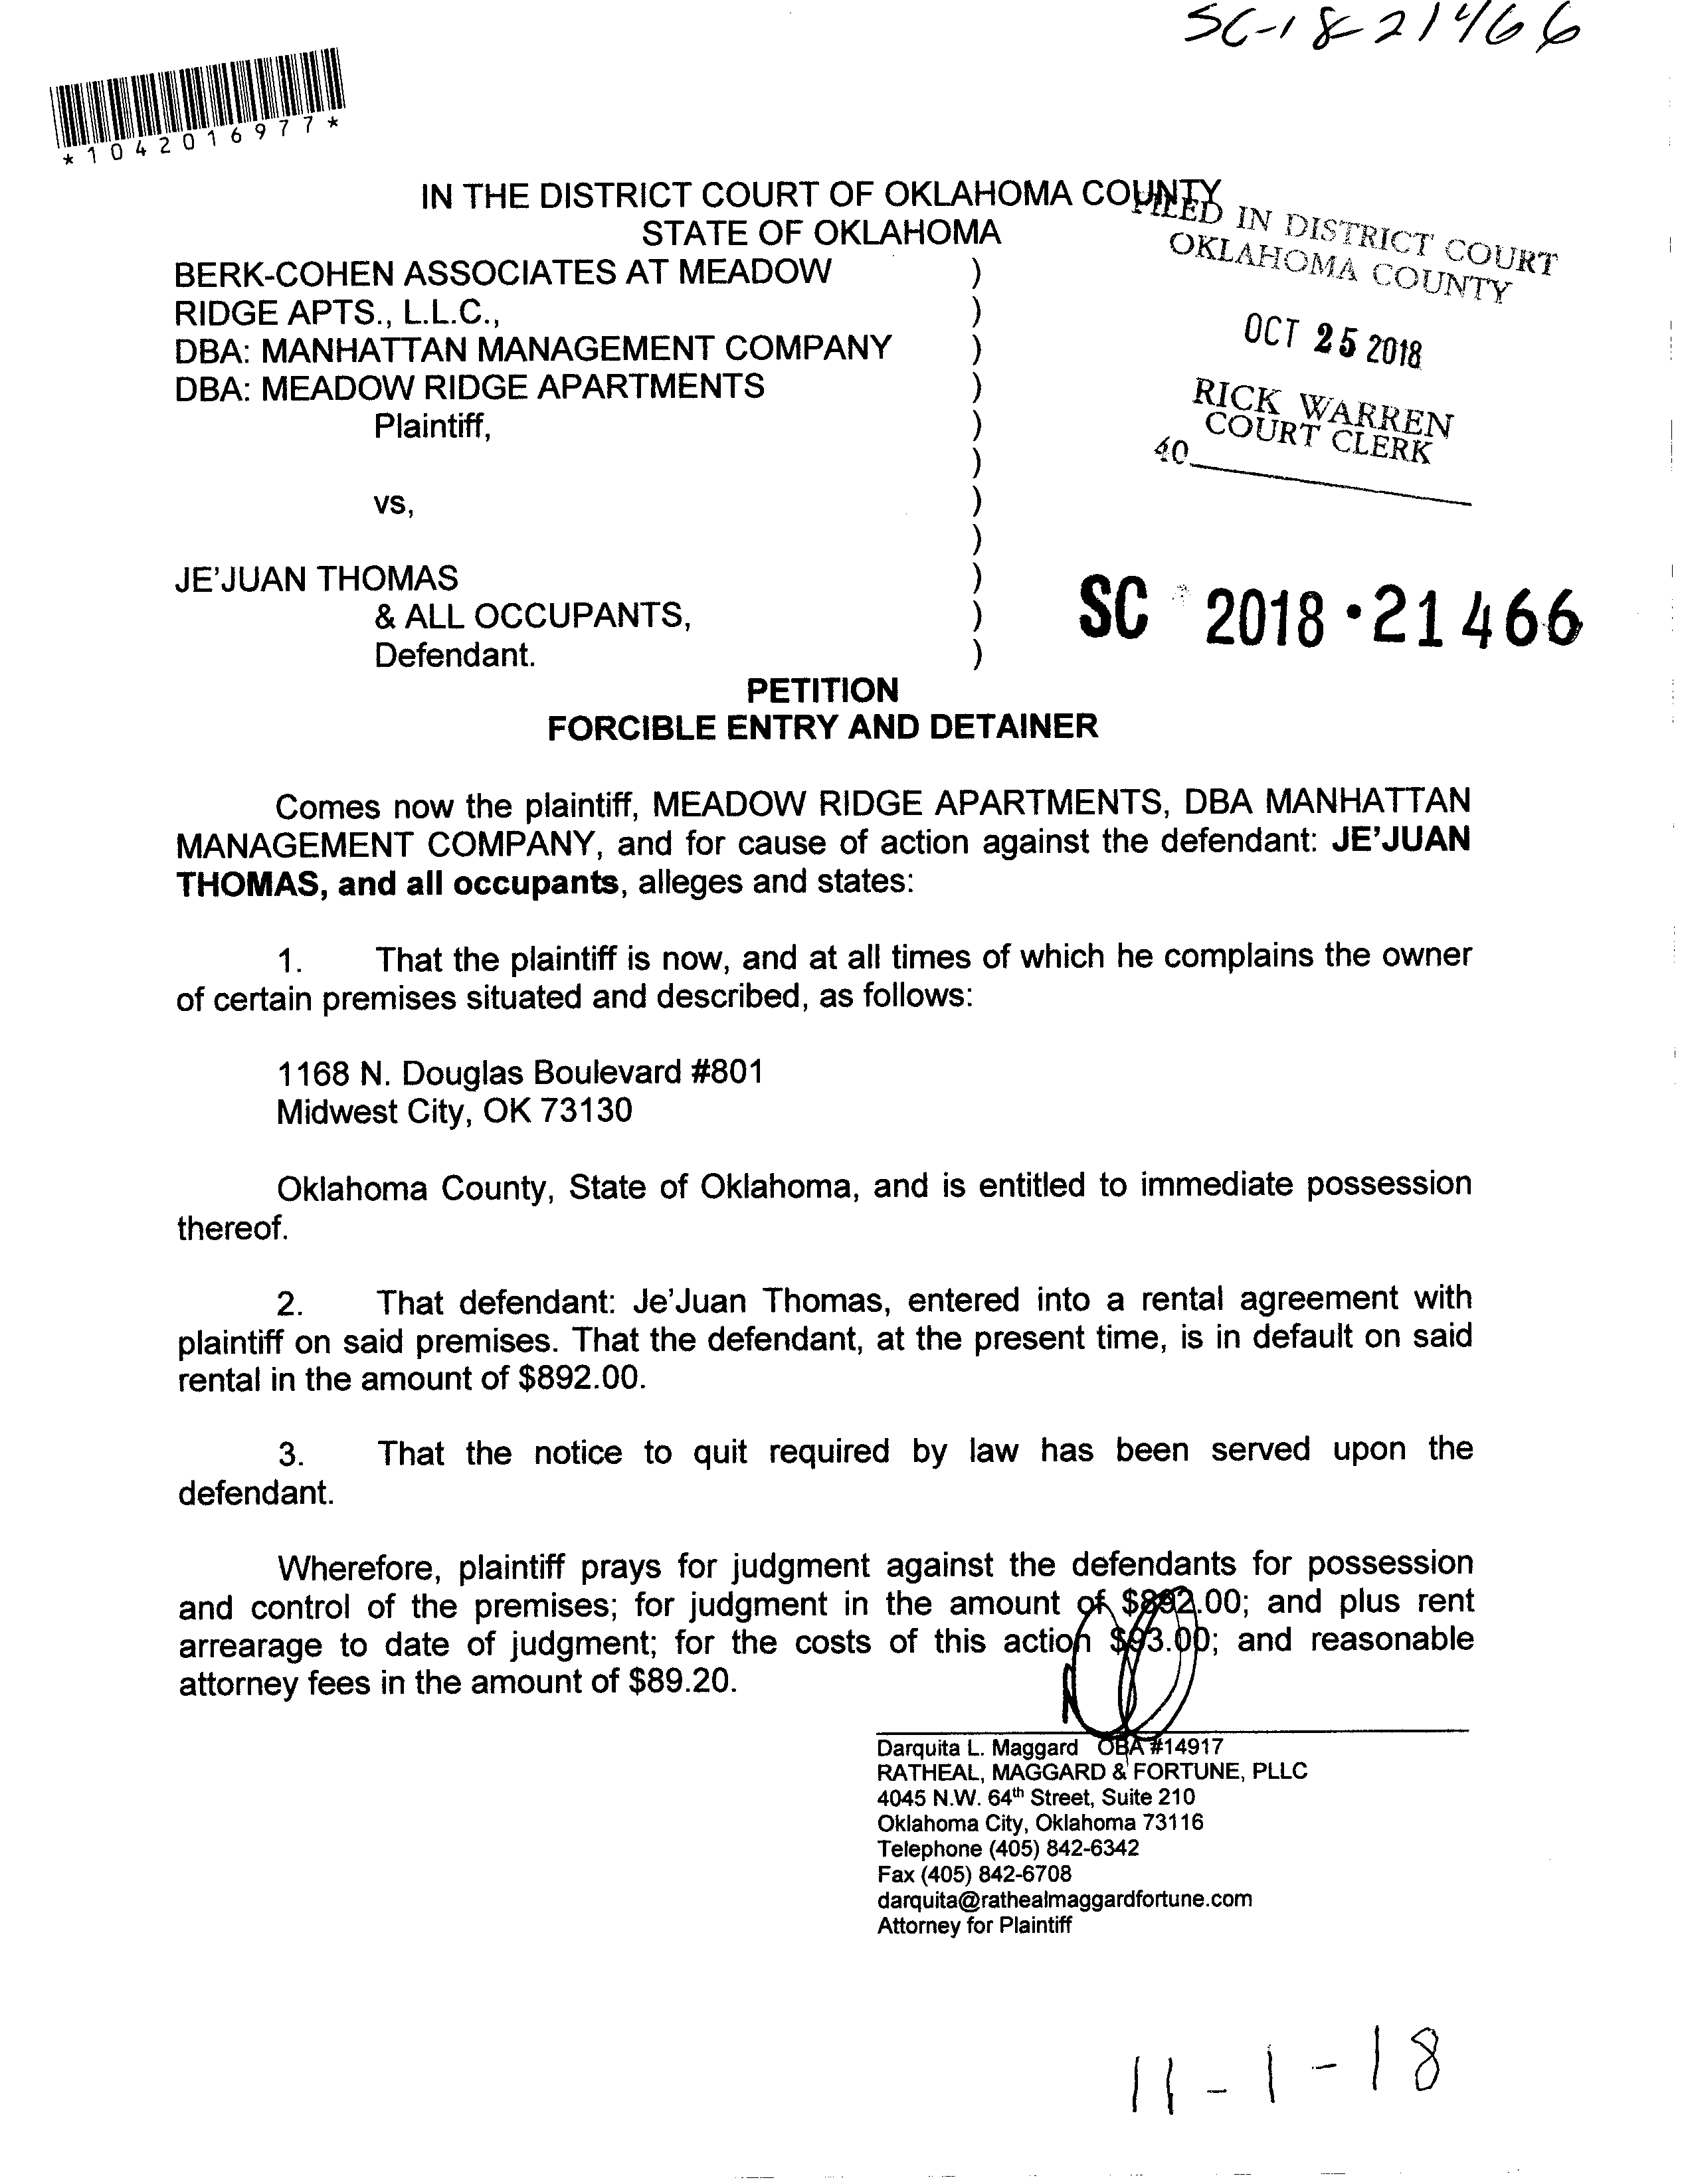 SC-18-21466
*1042016977*
IN THE DISTRICT COURT OF OKLAHOMA COUNTY
STATE OF OKLAHOMA
FILED IN DISTRICT COURT
OKLAHOMA COUNTY
OCT 25 2018
RICK WARREN
COURT CLERK
40
BERK-COHEN ASSOCIATES AT MEADOW )
RIDGE APTS., L.L.C., )
DBA: MANHATTAN MANAGEMENT COMPANY )
DBA: MEADOW RIDGE APARTMENTS )
Plaintiff, )
)
vs, )
)
JE'JUAN THOMAS )
& ALL OCCUPANTS, )
Defendant. )
SC 2018 • 21466
PETITION
FORCIBLE ENTRY AND DETAINER
Comes now the plaintiff, MEADOW RIDGE APARTMENTS, DBA MANHATTAN
MANAGEMENT COMPANY, and for cause of action against the defendant: JE'JUAN
THOMAS, and all occupants, alleges and states:
1. That the plaintiff is now, and at all times of which he complains the owner
of certain premises situated and described, as follows:
1168 N. Douglas Boulevard #801
Midwest City, OK 73130
Oklahoma County, State of Oklahoma, and is entitled to immediate possession
thereof.
2. That defendant: Je'Juan Thomas, entered into a rental agreement with
plaintiff on said premises. That the defendant, at the present time, is in default on said
rental in the amount of $892.00.
3. That the notice to quit required by law has been served upon the
defendant.
Wherefore, plaintiff prays for judgment against the defendants for possession
and control of the premises; for judgment in the amount of $892.00; and plus rent
arrearage to date of judgment; for the costs of this action $93.00; and reasonable
attorney fees in the amount of $89.20.
Darquita L. Maggard OBA #14917
RATHEAL, MAGGARD & FORTUNE, PLLC
4045 N.W. 64th Street, Suite 210
Oklahoma City, Oklahoma 73116
Telephone (405) 842-6342
Fax (405) 842-6708
darquita@rathealmaggardfortune.com
Attorney for Plaintiff
11-1-18